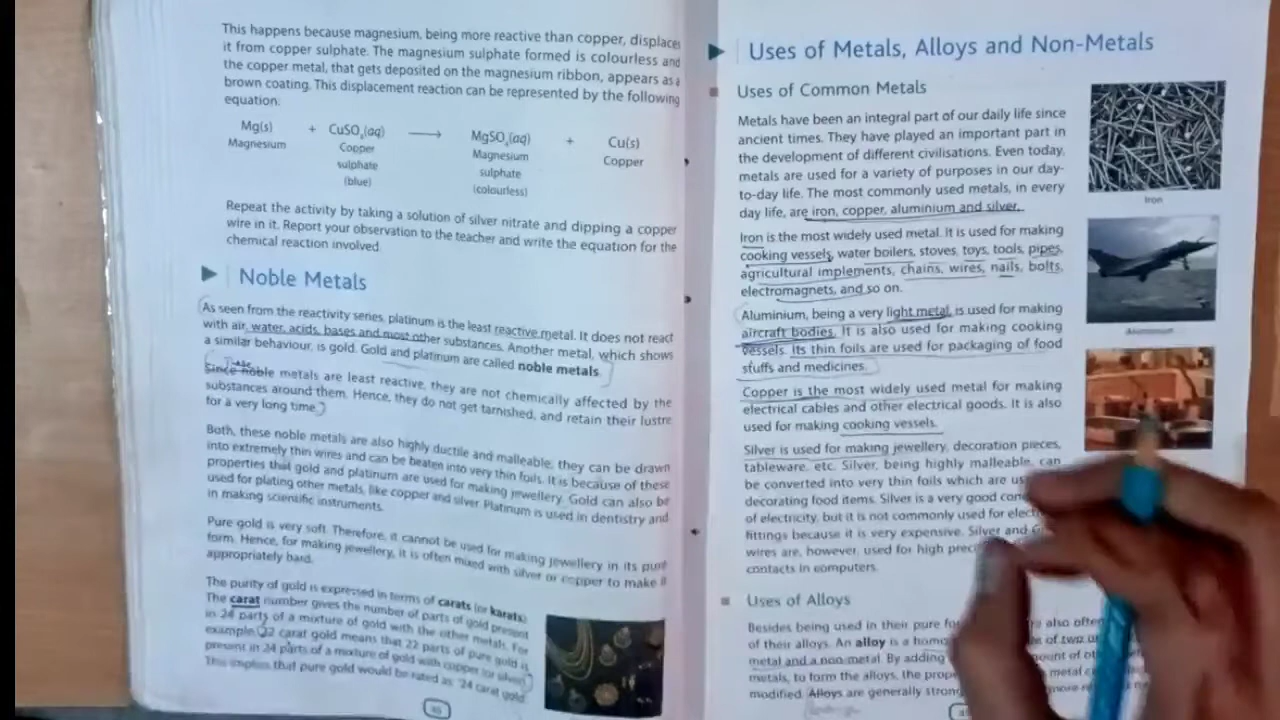 This happens because magnesium, being more reactive than copper, displaces
it from copper sulphate. The magnesium sulphate formed is colourless and
the copper metal, that gets deposited on the magnesium ribbon, appears as a
brown coating. This displacement reaction can be represented by the following
equation.
Mg(s) + CuSO₄(aq) ⟶ MgSO₄(aq) + Cu(s)
Magnesium Copper Magnesium Copper
sulphate sulphate
(blue) (colourless)
Repeat the activity by taking a solution of silver nitrate and dipping a copper
wire in it. Report your observation to the teacher and write the equation for the
chemical reaction involved.
Noble Metals
As seen from the reactivity series, platinum is the least reactive metal. It does not react
with air, water, acids, bases and most other substances. Another metal, which shows
a similar behaviour, is gold. Gold and platinum are called noble metals.
These
Since noble metals are least reactive, they are not chemically affected by the
substances around them. Hence, they do not get tarnished, and retain their lustre
for a very long time.
Both, these noble metals are also highly ductile and malleable, they can be drawn
into extremely thin wires and can be beaten into very thin foils. It is because of these
properties that gold and platinum are used for making jewellery. Gold can also be
used for plating other metals, like copper and silver. Platinum is used in dentistry and
in making scientific instruments.
Pure gold is very soft. Therefore, it cannot be used for making jewellery in its pure
form. Hence, for making jewellery, it is often mixed with silver or copper to make it
appropriately hard.
The purity of gold is expressed in terms of carats (or karats).
The carat number gives the number of parts of gold present
in 24 parts of a mixture of gold with the other metals. For
example, 22 carat gold means that 22 parts of pure gold is
present in 24 parts of a mixture of gold with copper (or silver).
This implies that pure gold would be rated as '24 carat gold'
Uses of Metals, Alloys and Non-Metals
Uses of Common Metals
Metals have been an integral part of our daily life since
ancient times. They have played an important part in
the development of different civilisations. Even today,
metals are used for a variety of purposes in our day-
to-day life. The most commonly used metals, in every
day life, are iron, copper, aluminium and silver.
Iron
Iron is the most widely used metal. It is used for making
cooking vessels, water boilers, stoves, toys, tools, pipes,
agricultural implements, chains, wires, nails, bolts,
electromagnets, and so on.
Aluminium, being a very light metal, is used for making
aircraft bodies. It is also used for making cooking
vessels. Its thin foils are used for packaging of food
stuffs and medicines.
Aluminium
Copper is the most widely used metal for making
electrical cables and other electrical goods. It is also
used for making cooking vessels.
Silver is used for making jewellery, decoration pieces,
tableware, etc. Silver, being highly malleable, can
be converted into very thin foils which are
decorating food items. Silver is a very good
of electricity, but it is not commonly used for
fittings because it is very expensive. Silver and
wires are, however, used for high
contacts in computers.
Uses of Alloys
Besides being used in their pure also
of their alloys. An alloy is a of two
metal and a non-metal. By adding of
metals, to form the alloys, the metal
modified. Alloys are generally more